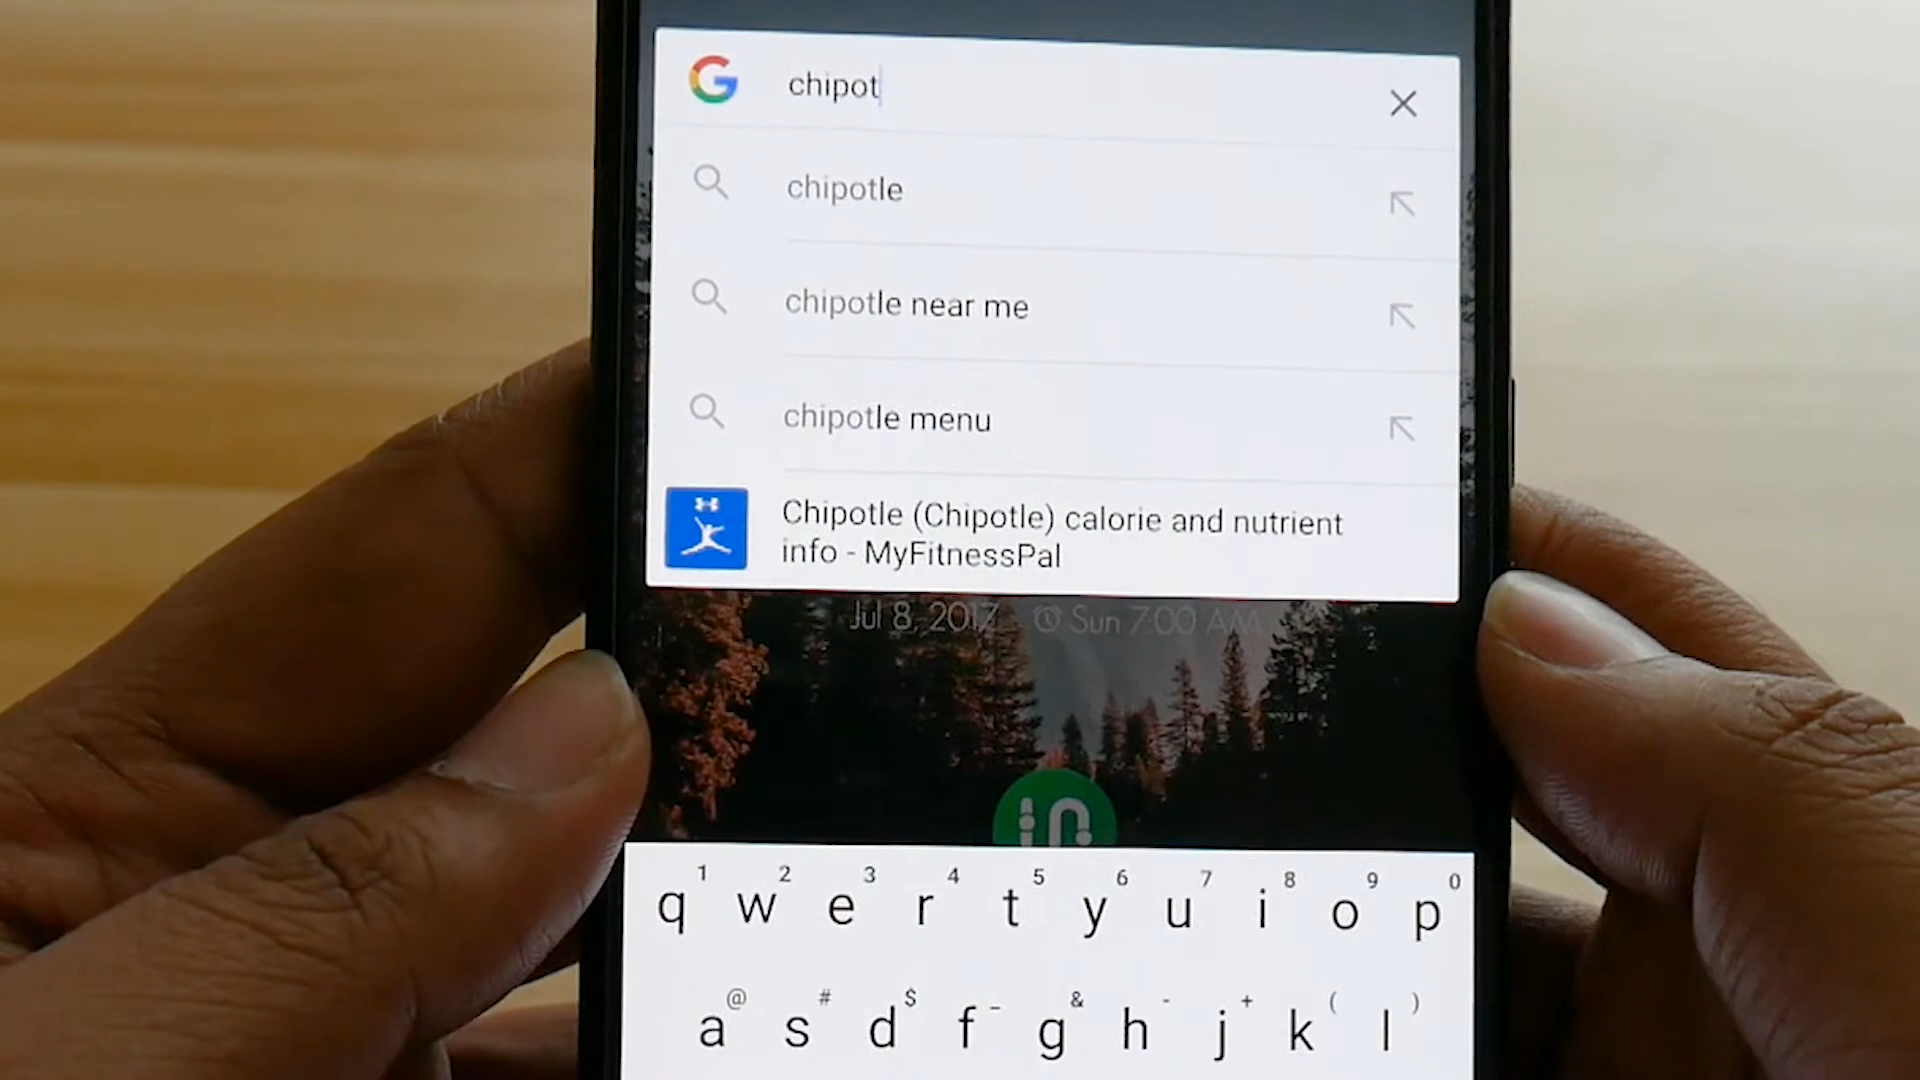 chipot
chipotle
chipotle near me
chipotle menu
Chipotle (Chipotle) calorie and nutrient
info - MyFitnessPal
Jul 8, 2017 Sun 7:00 AM
1 2 3 4 5 6 7 8 9 0
q w e r t y u i o p
@ # $ - & - + ( )
a s d f g h j k l